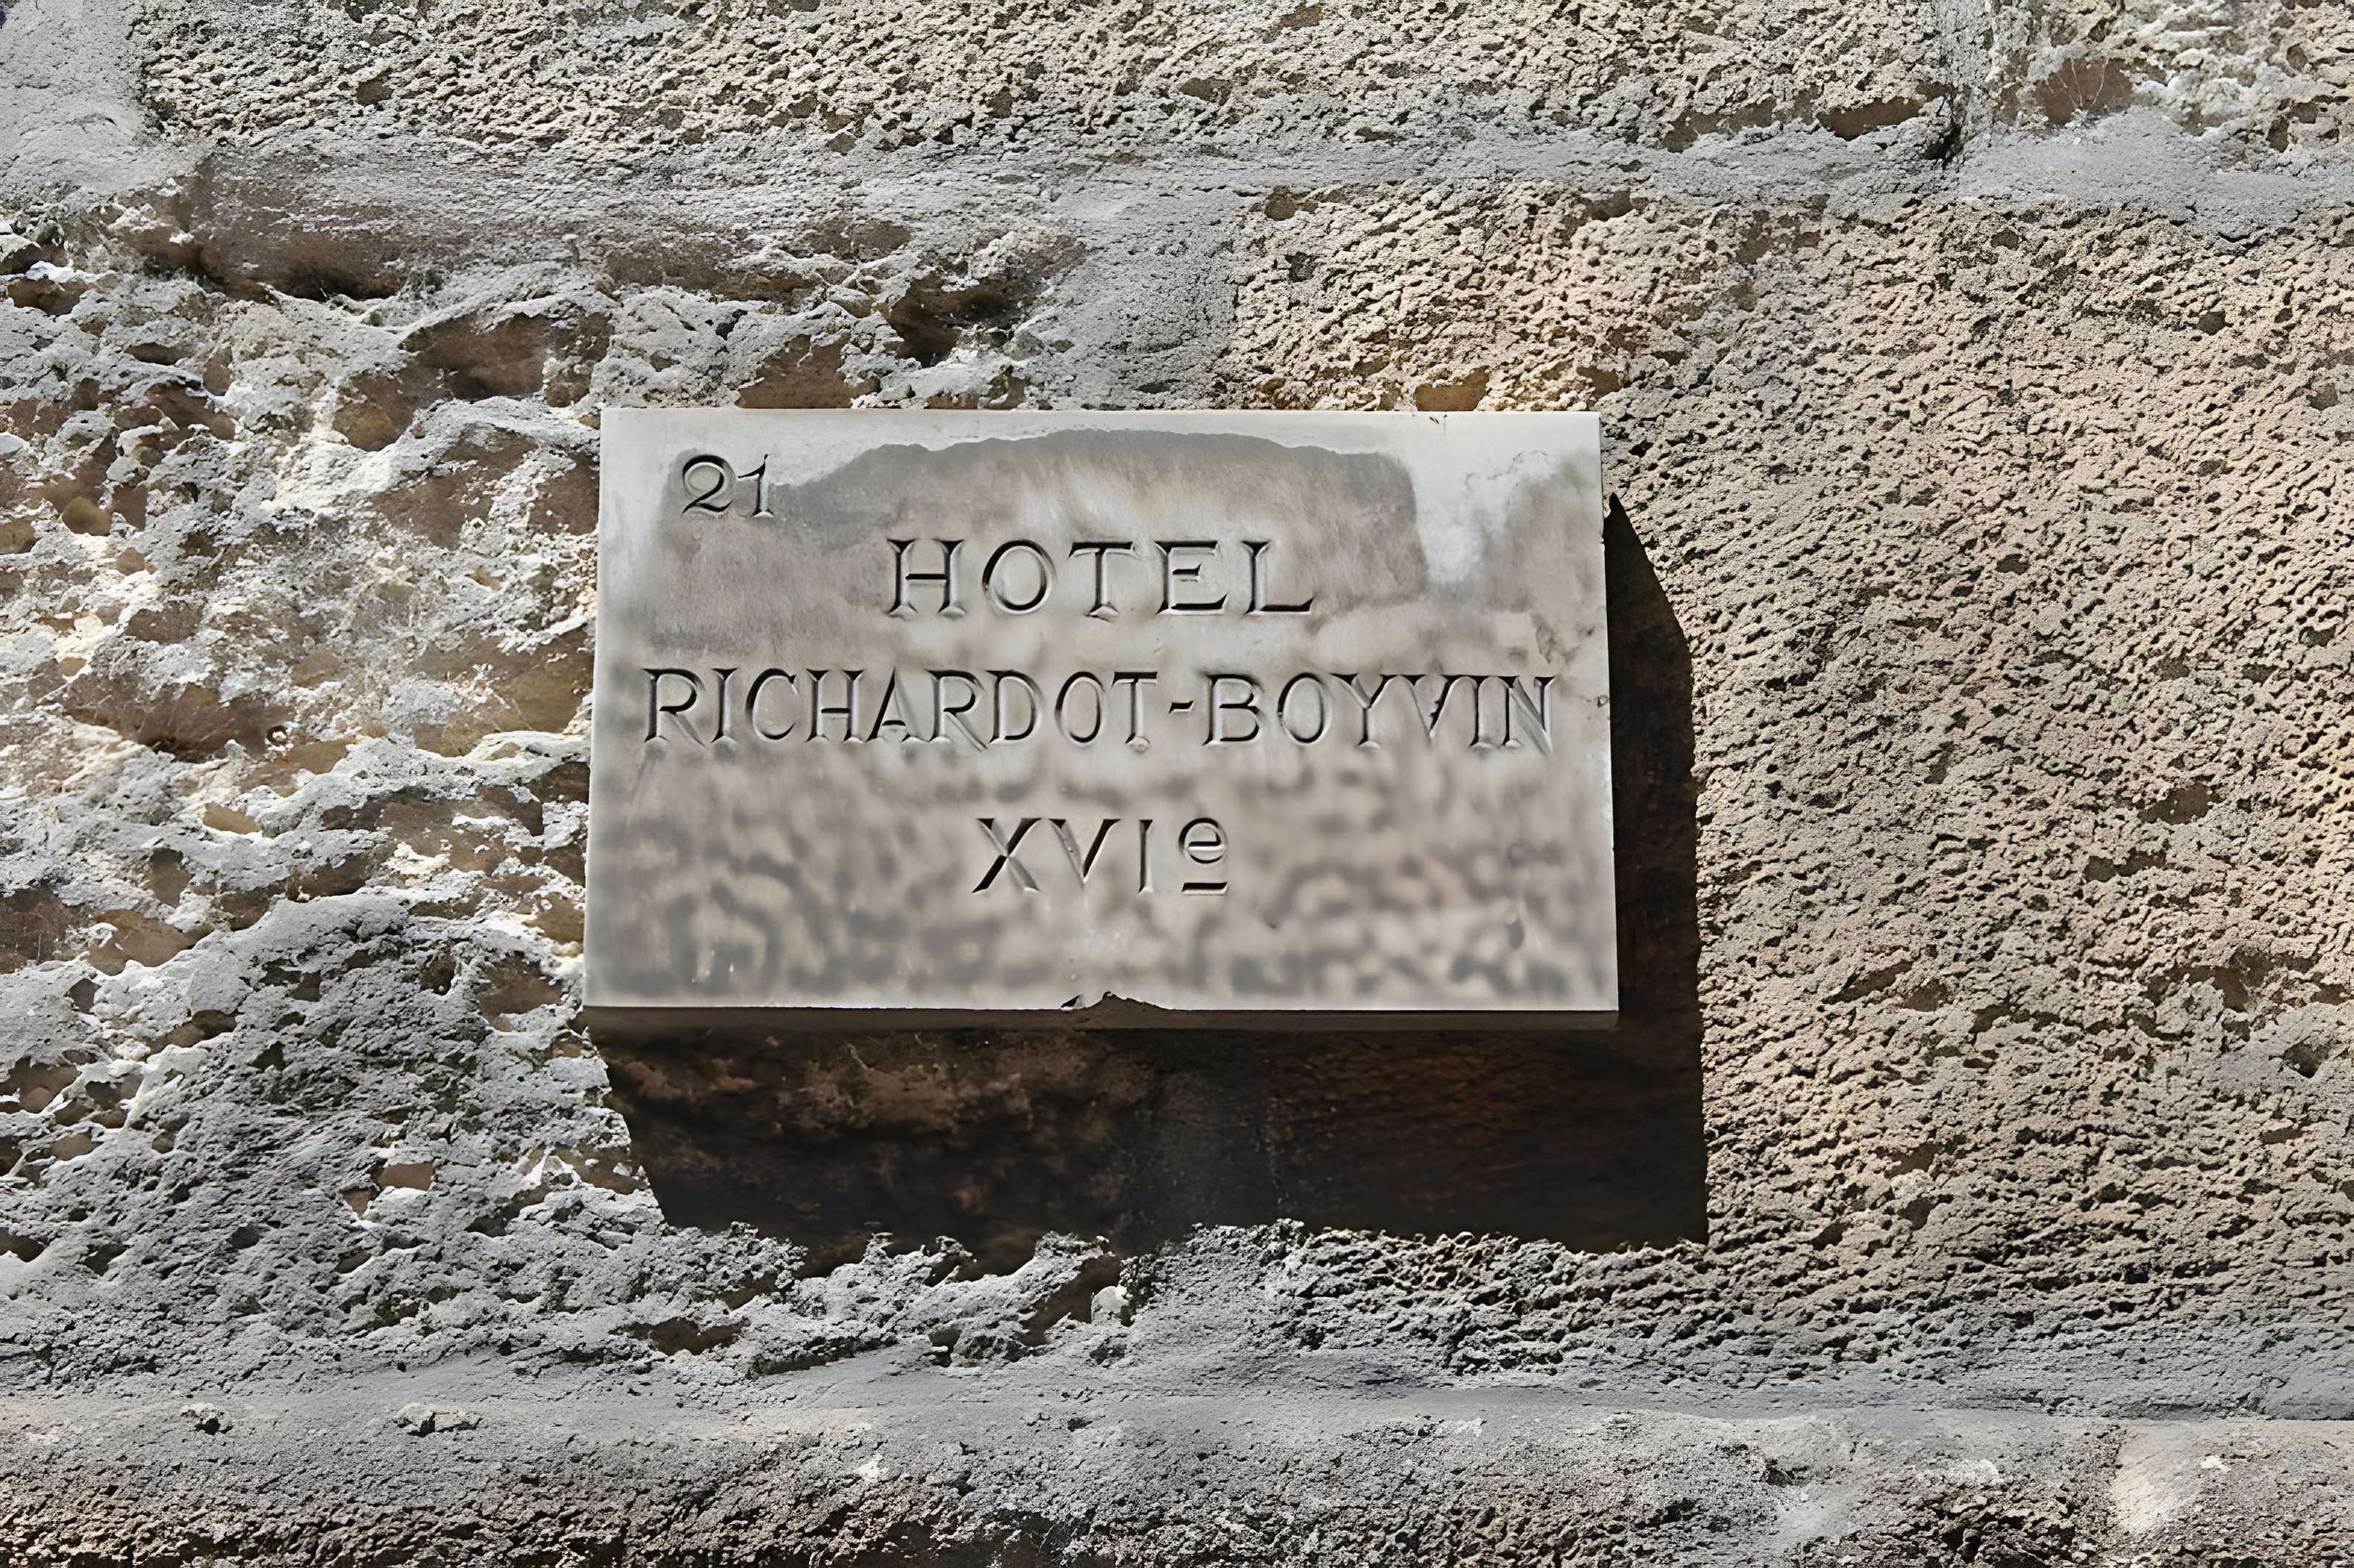 21
HOTEL
RICHARDOT-BOYVIN
XVIe